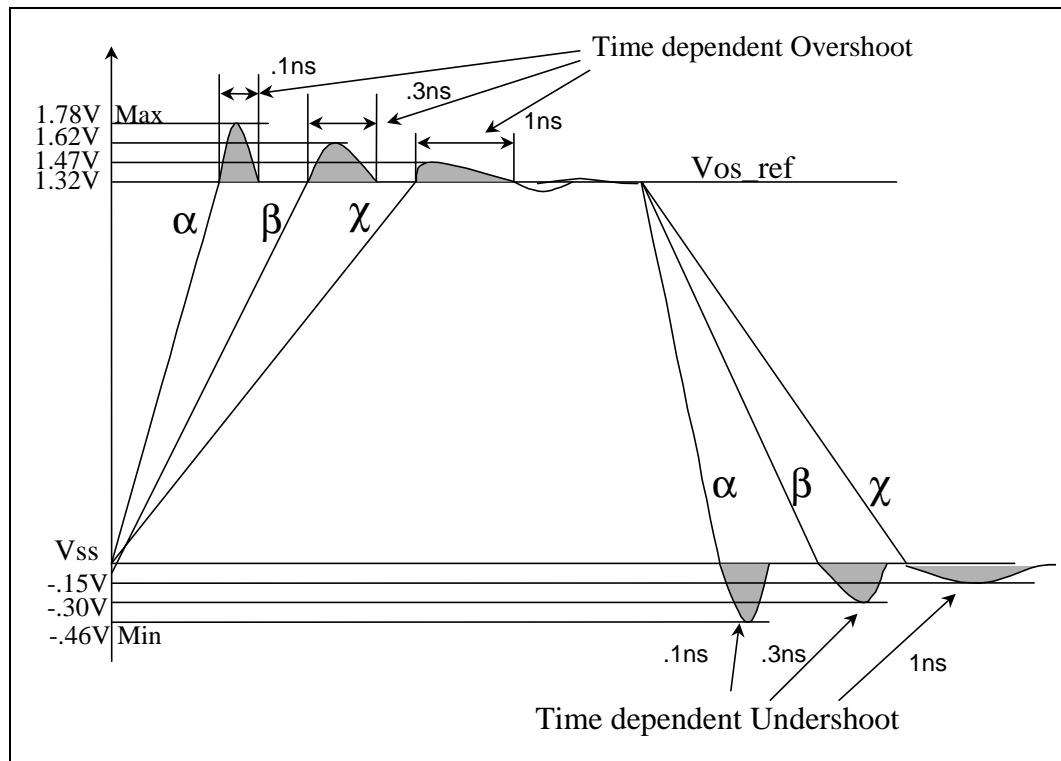 Time dependent Overshoot
.1ns
.3ns
1ns
1.78V Max
1.62V
1.47V
1.32V
Vos_ref
α β χ
α β χ
Vss
-.15V
-.30V
-.46V Min
.1ns .3ns 1ns
Time dependent Undershoot